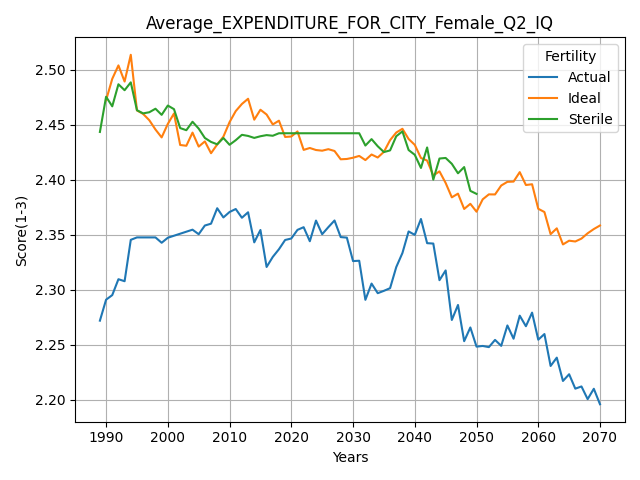 Average_EXPENDITURE_FOR_CITY_Female_Q2_IQ
Fertility
Actual
Ideal
Sterile
Score(1-3)
2.50
2.45
2.40
2.35
2.30
2.25
2.20
1990 2000 2010 2020 2030 2040 2050 2060 2070
Years